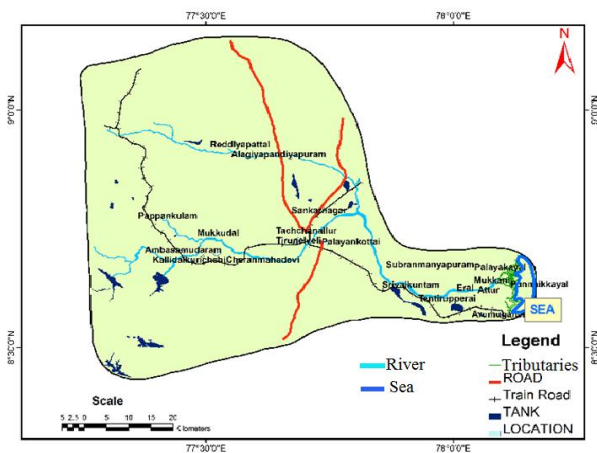 77°30'0"E
78°0'0"E
N
9°0'0"N
9°0'0"N
Reddiyapattai
Alagiyapandiyapuram
Sankarnagar
Pappankulam
Mukkudal
Tachchanallur
Tirunelveli
Palayankottai
Ambasamudaram
Kallidaikurichchi
Cheranmahadevi
Subranmanyapuram
Palayakayal
Mukkani
Punnaikkayal
Srivaikuntam
Eral
Attur
Tentirupperai
SEA
8°30'0"N
8°30'0"N
Legend
River
Sea
Tributaries
ROAD
Train Road
TANK
LOCATION
Scale
5 2.5 0 5 10 15 20
Kilometers
77°30'0"E
78°0'0"E